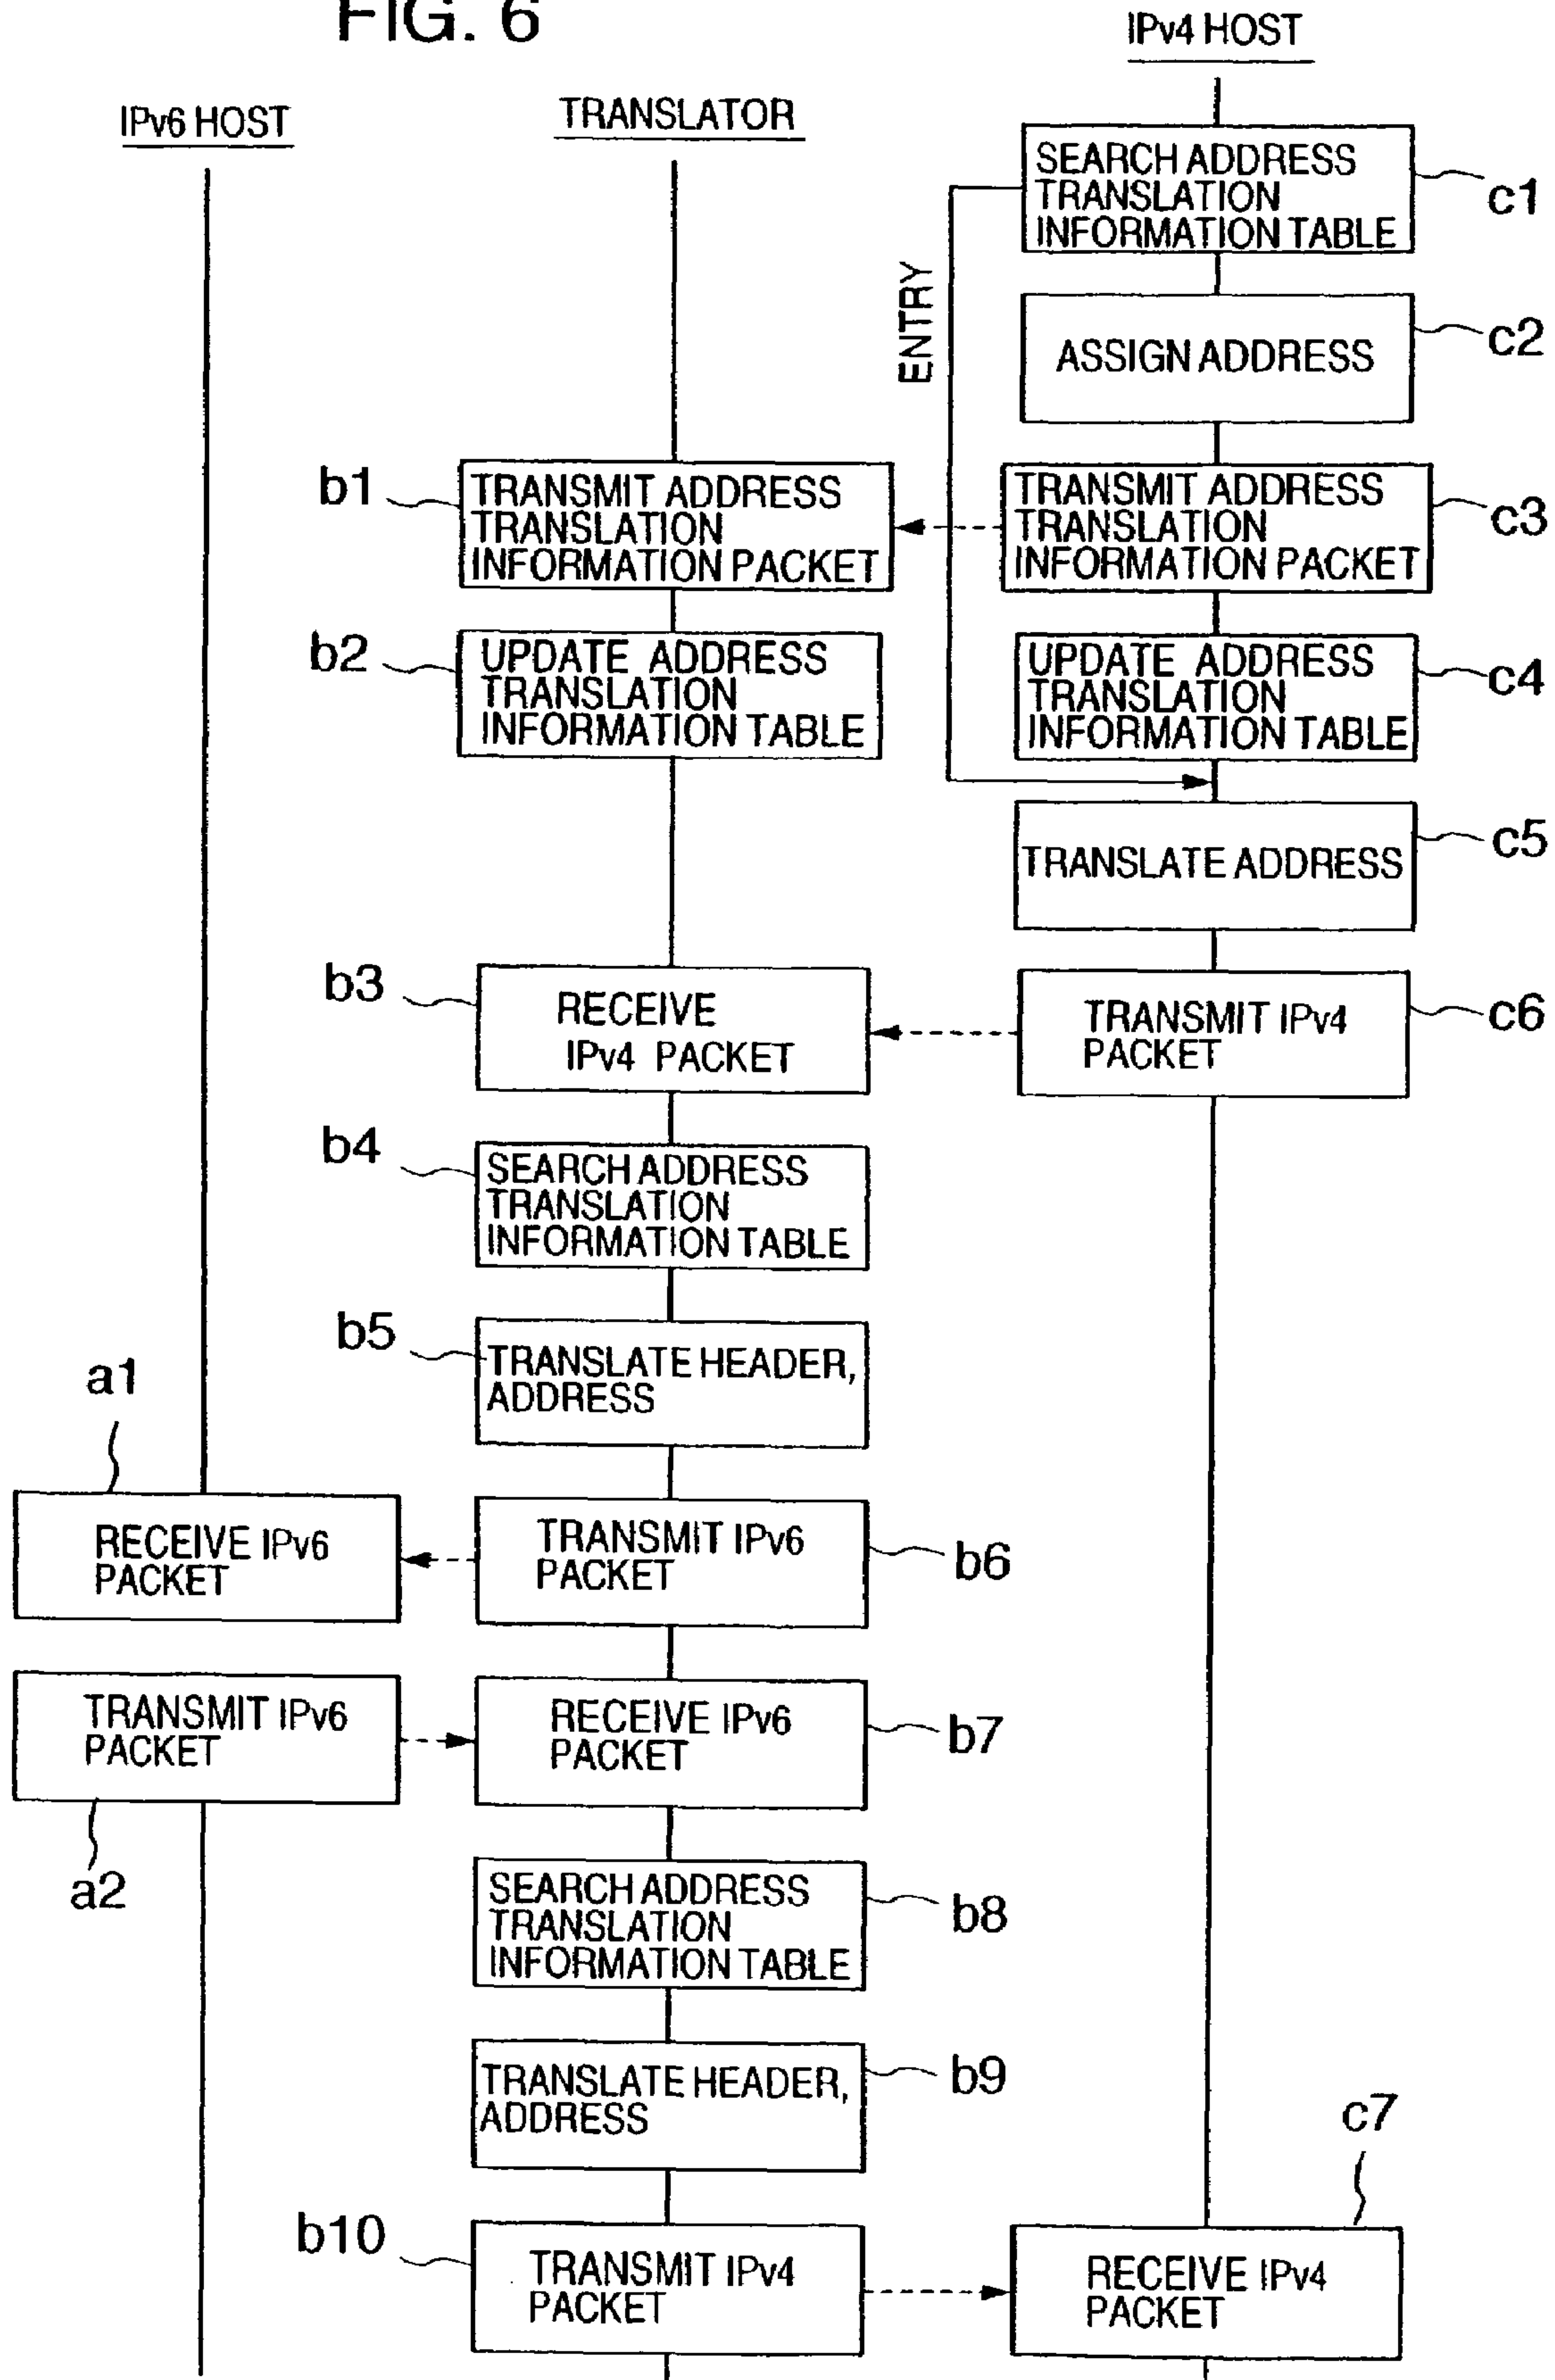 FIG. 6
IPv4 HOST
IPv6 HOST
TRANSLATOR
SEARCH ADDRESS
TRANSLATION
INFORMATION TABLE
c1
ENTRY
ASSIGN ADDRESS
c2
b1
TRANSMIT ADDRESS
TRANSLATION
INFORMATION PACKET
TRANSMIT ADDRESS
TRANSLATION
INFORMATION PACKET
c3
b2
UPDATE ADDRESS
TRANSLATION
INFORMATION TABLE
UPDATE ADDRESS
TRANSLATION
INFORMATION TABLE
c4
TRANSLATE ADDRESS
c5
b3
RECEIVE
IPv4 PACKET
TRANSMIT IPv4
PACKET
c6
b4
SEARCH ADDRESS
TRANSLATION
INFORMATION TABLE
b5
TRANSLATE HEADER,
ADDRESS
a1
RECEIVE IPv6
PACKET
TRANSMIT IPv6
PACKET
b6
TRANSMIT IPv6
PACKET
RECEIVE IPv6
PACKET
b7
a2
SEARCH ADDRESS
TRANSLATION
INFORMATION TABLE
b8
TRANSLATE HEADER,
ADDRESS
b9
c7
b10
TRANSMIT IPv4
PACKET
RECEIVE IPv4
PACKET